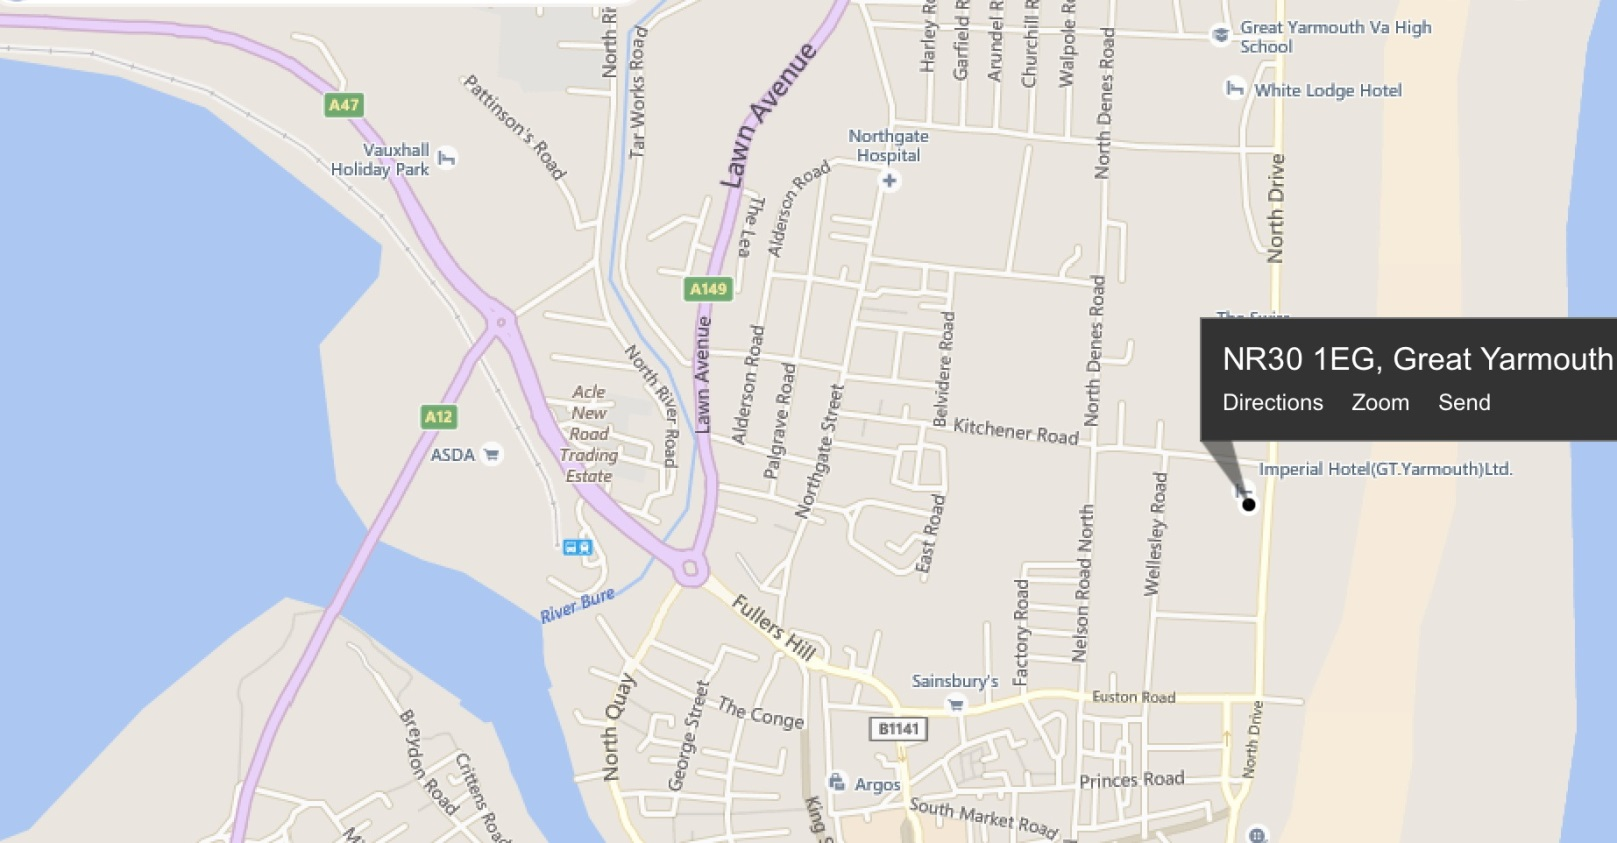 North Ri
Tar Works Road
Lawn Avenue
Harley R
Garfield R
Arundel R
Churchill R
Walpole R
North Denes Road
Great Yarmouth Va High
School
White Lodge Hotel
A47
Pattinson's Road
Vauxhall
Holiday Park
Northgate
Hospital
Alderson Road
The Lea
North Drive
A149
Lawn Avenue
North Denes Road
Belvidere Road
NR30 1EG, Great Yarmouth
Directions Zoom Send
North River Road
Alderson Road
Palgrave Road
Northgate Street
Acle
New
Road
Trading
Estate
A12
ASDA
Kitchener Road
Imperial Hotel(GT.Yarmouth)Ltd.
East Road
Nelson Road North
Wellesley Road
River Bure
Fullers Hill
Factory Road
Sainsbury's
Euston Road
North Quay
George Street
The Conge
B1141
North Drive
Breydon Road
Crittens Road
Argos
Princes Road
King S
South Market Road